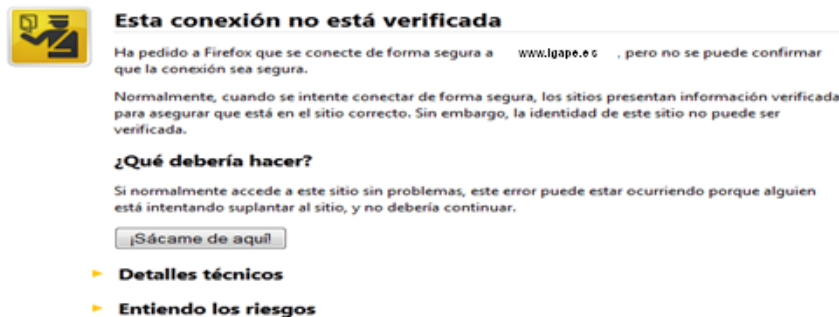 Esta conexión no está verificada
Ha pedido a Firefox que se conecte de forma segura a www.lgape.es , pero no se puede confirmar
que la conexión sea segura.
Normalmente, cuando se intente conectar de forma segura, los sitios presentan información verificada
para asegurar que está en el sitio correcto. Sin embargo, la identidad de este sitio no puede ser
verificada.
¿Qué debería hacer?
Si normalmente accede a este sitio sin problemas, este error puede estar ocurriendo porque alguien
está intentando suplantar al sitio, y no debería continuar.
¡Sácame de aquí!
Detalles técnicos
Entiendo los riesgos